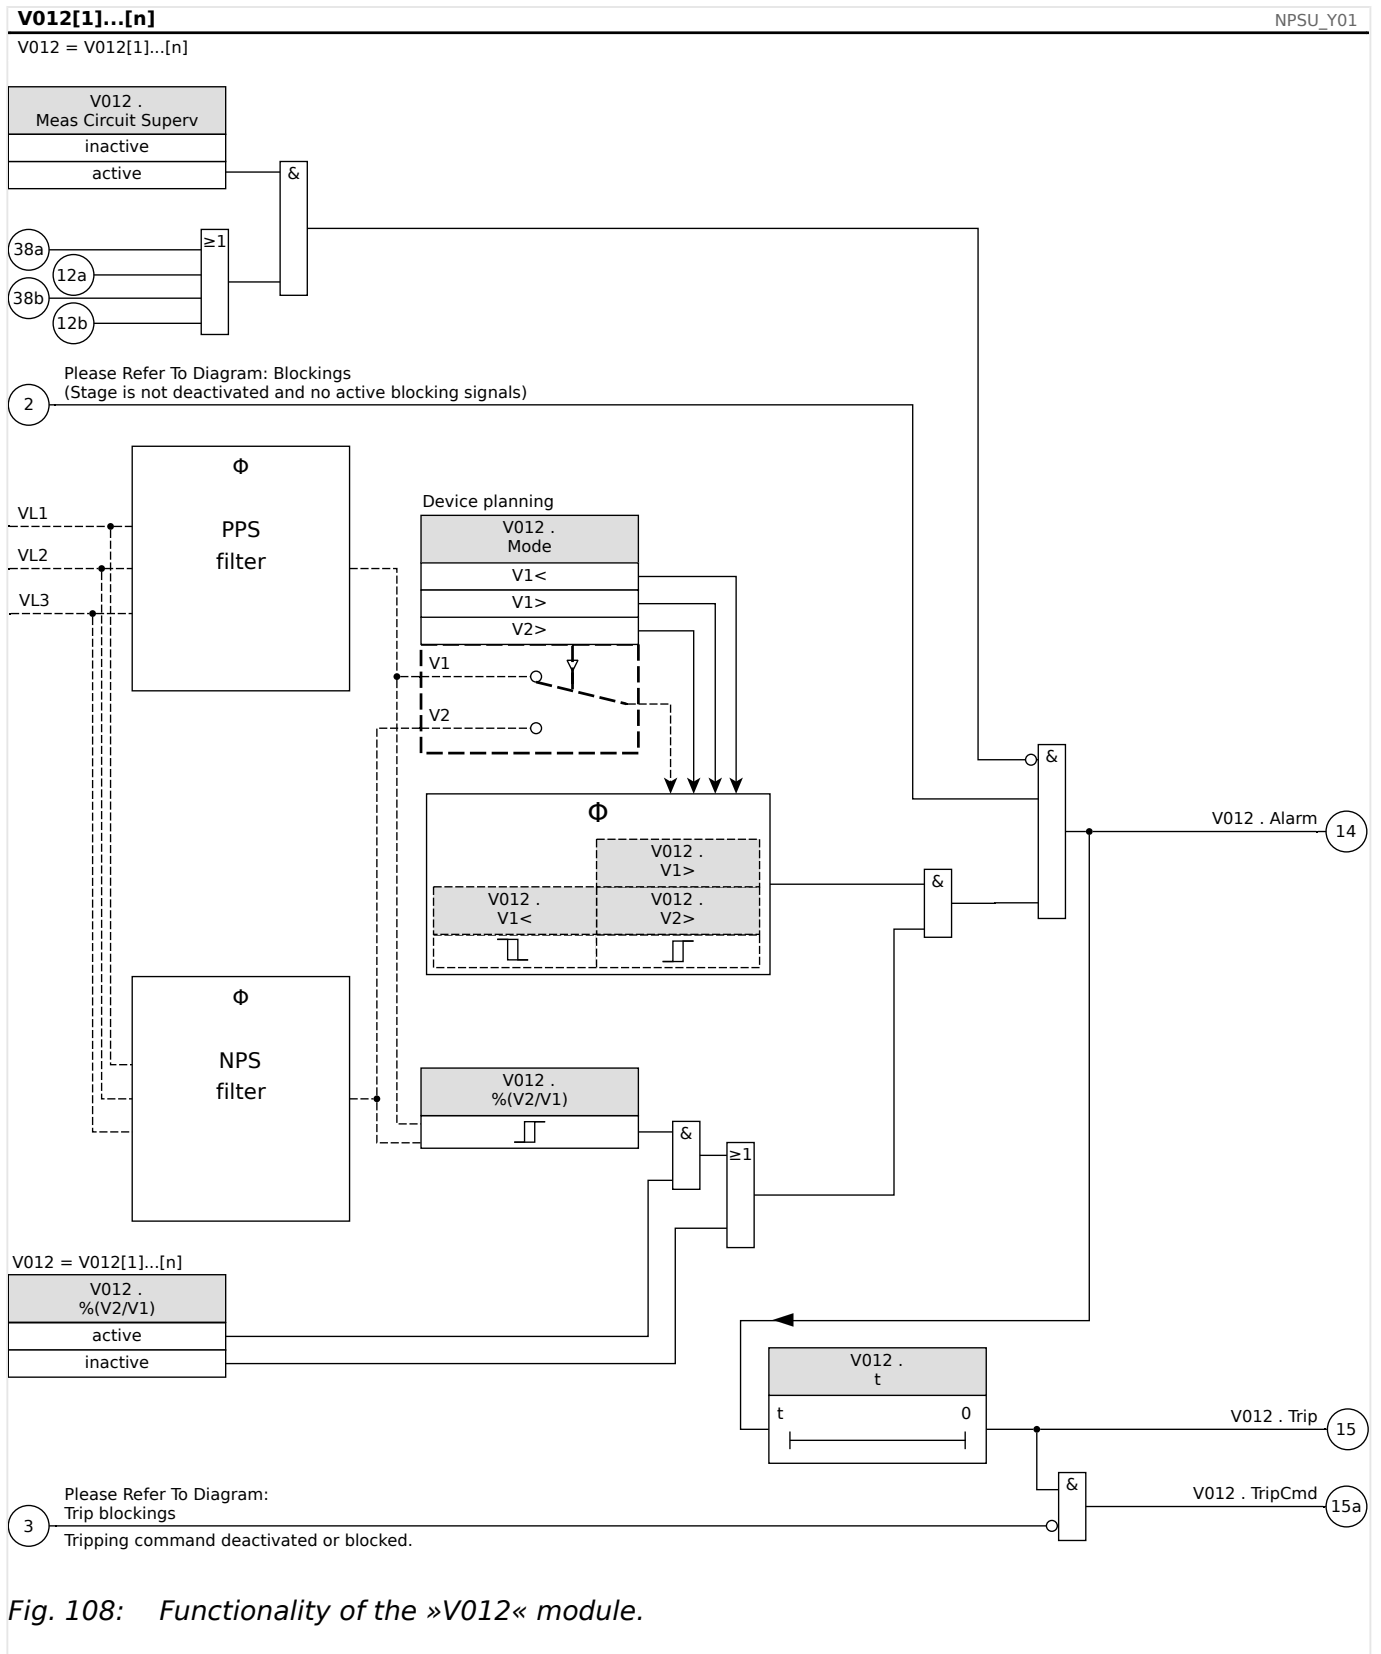 V012[1]...[n]
NPSU_Y01
V012 = V012[1]...[n]
V012 .
Meas Circuit Superv
inactive
active
&
38a
≥1
12a
38b
12b
Please Refer To Diagram: Blockings
(Stage is not deactivated and no active blocking signals)
2
Φ
PPS
filter
VL1
VL2
VL3
Device planning
V012 .
Mode
V1<
V1>
V2>
V1
V2
&
V012 . Alarm
14
Φ
V012 .
V1>
V012 .
V1<
V012 .
V2>
&
Φ
NPS
filter
V012 .
%(V2/V1)
&
≥1
V012 = V012[1]...[n]
V012 .
%(V2/V1)
active
inactive
V012 .
t
t
0
V012 . Trip
15
&
V012 . TripCmd
15a
Please Refer To Diagram:
Trip blockings
3
Tripping command deactivated or blocked.
Fig. 108: Functionality of the »V012« module.